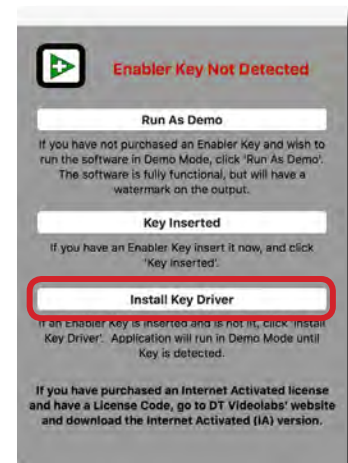 Enabler Key Not Detected
Run As Demo
If you have not purchased an Enabler Key and wish to
run the software in Demo Mode, click 'Run As Demo'.
The software is fully functional, but will have a
watermark on the output.
Key Inserted
If you have an Enabler Key insert it now, and click
'Key Inserted'.
Install Key Driver
If an Enabler Key is inserted and is not lit, click 'Install
Key Driver'. Application will run in Demo Mode until
Key is detected.
If you have purchased an Internet Activated license
and have a License Code, go to DT Videolabs' website
and download the Internet Activated (IA) version.